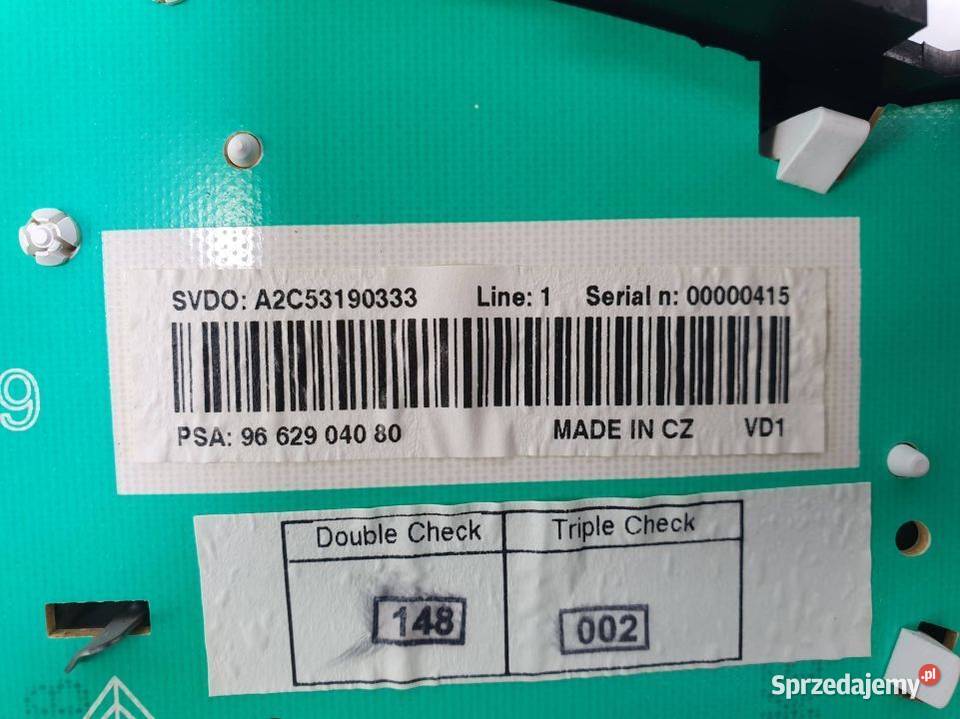 SVDO: A2C53190333 Line: 1 Serial n: 00000415
PSA: 96 629 040 80 MADE IN CZ VD1
9
Double Check Triple Check
148 002
Sprzedajemy.pl